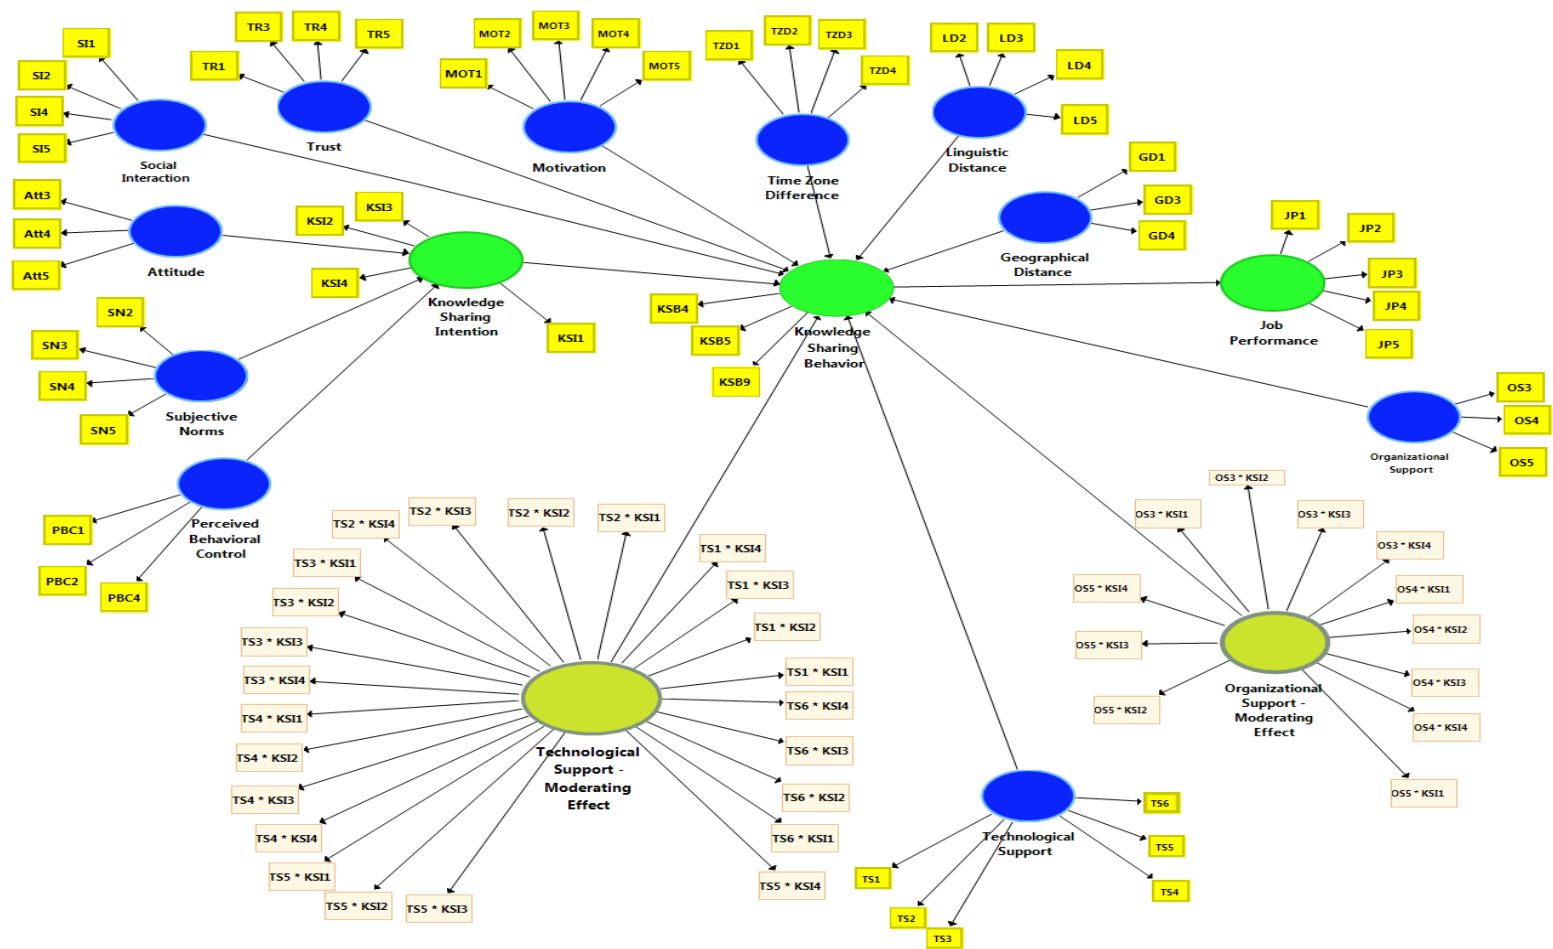 SI1
SI2
SI4
SI5
Social
Interaction
TR1
TR3
TR4
TR5
Trust
MOT1
MOT2
MOT3
MOT4
MOT5
Motivation
TZD1
TZD2
TZD3
TZD4
Time Zone
Difference
LD2
LD3
LD4
LD5
Linguistic
Distance
GD1
GD3
GD4
Geographical
Distance
Att3
Att4
Att5
Attitude
KSI2
KSI3
KSI4
KSI1
Knowledge
Sharing
Intention
KSB4
KSB5
KSB9
Knowledge
Sharing
Behavior
JP1
JP2
JP3
JP4
JP5
Job
Performance
SN2
SN3
SN4
SN5
Subjective
Norms
OS3
OS4
OS5
Organizational
Support
PBC1
PBC2
PBC4
Perceived
Behavioral
Control
TS2 * KSI4
TS2 * KSI3
TS2 * KSI2
TS2 * KSI1
TS1 * KSI4
TS1 * KSI3
TS1 * KSI2
TS1 * KSI1
TS6 * KSI4
TS6 * KSI3
TS6 * KSI2
TS6 * KSI1
TS5 * KSI4
TS3 * KSI1
TS3 * KSI2
TS3 * KSI3
TS3 * KSI4
TS4 * KSI1
TS4 * KSI2
TS4 * KSI3
TS4 * KSI4
TS5 * KSI1
TS5 * KSI2
TS5 * KSI3
Technological
Support -
Moderating
Effect
OS3 * KSI1
OS3 * KSI2
OS3 * KSI3
OS3 * KSI4
OS4 * KSI1
OS4 * KSI2
OS4 * KSI3
OS4 * KSI4
OS5 * KSI1
OS5 * KSI4
OS5 * KSI3
OS5 * KSI2
Organizational
Support -
Moderating
Effect
TS6
TS5
TS4
TS1
TS2
TS3
Technological
Support